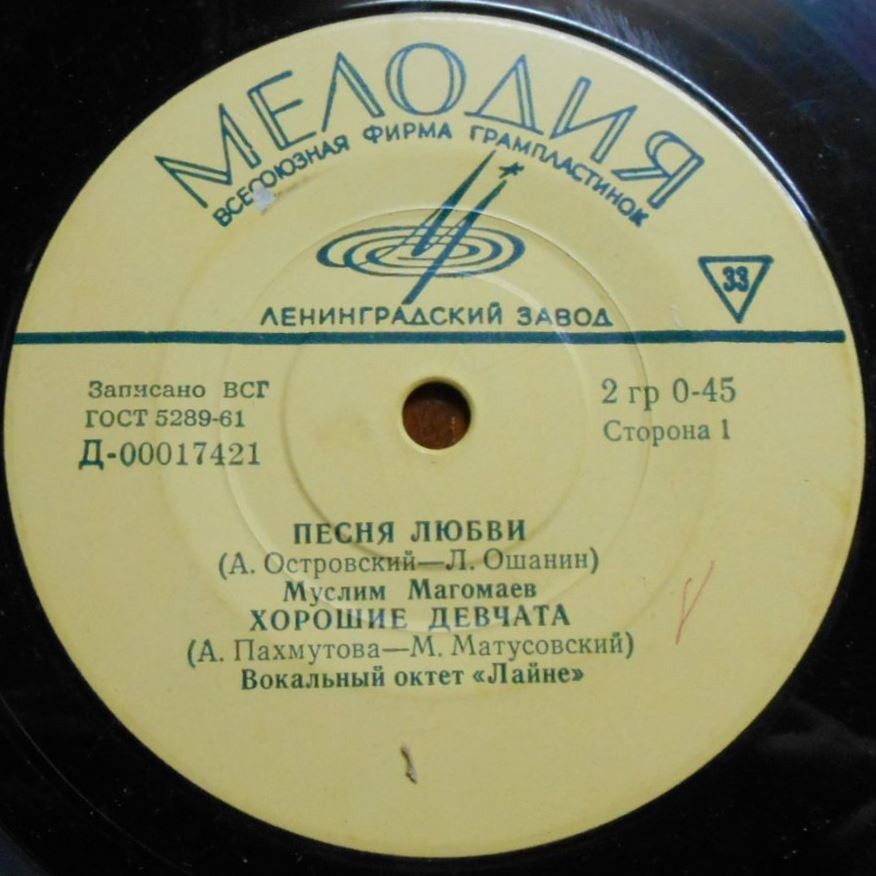 МЕЛОДИЯ
ВСЕСОЮЗНАЯ ФИРМА ГРАМПЛАСТИНОК
33
ЛЕНИНГРАДСКИЙ ЗАВОД
Записано ВСГ
ГОСТ 5289-61
Д-00017421
2 гр 0-45
Сторона 1
ПЕСНЯ ЛЮБВИ
(А. Островский—Л. Ошанин)
Муслим Магомаев
ХОРОШИЕ ДЕВЧАТА
(А. Пахмутова—М. Матусовский)
Вокальный октет «Лайне»